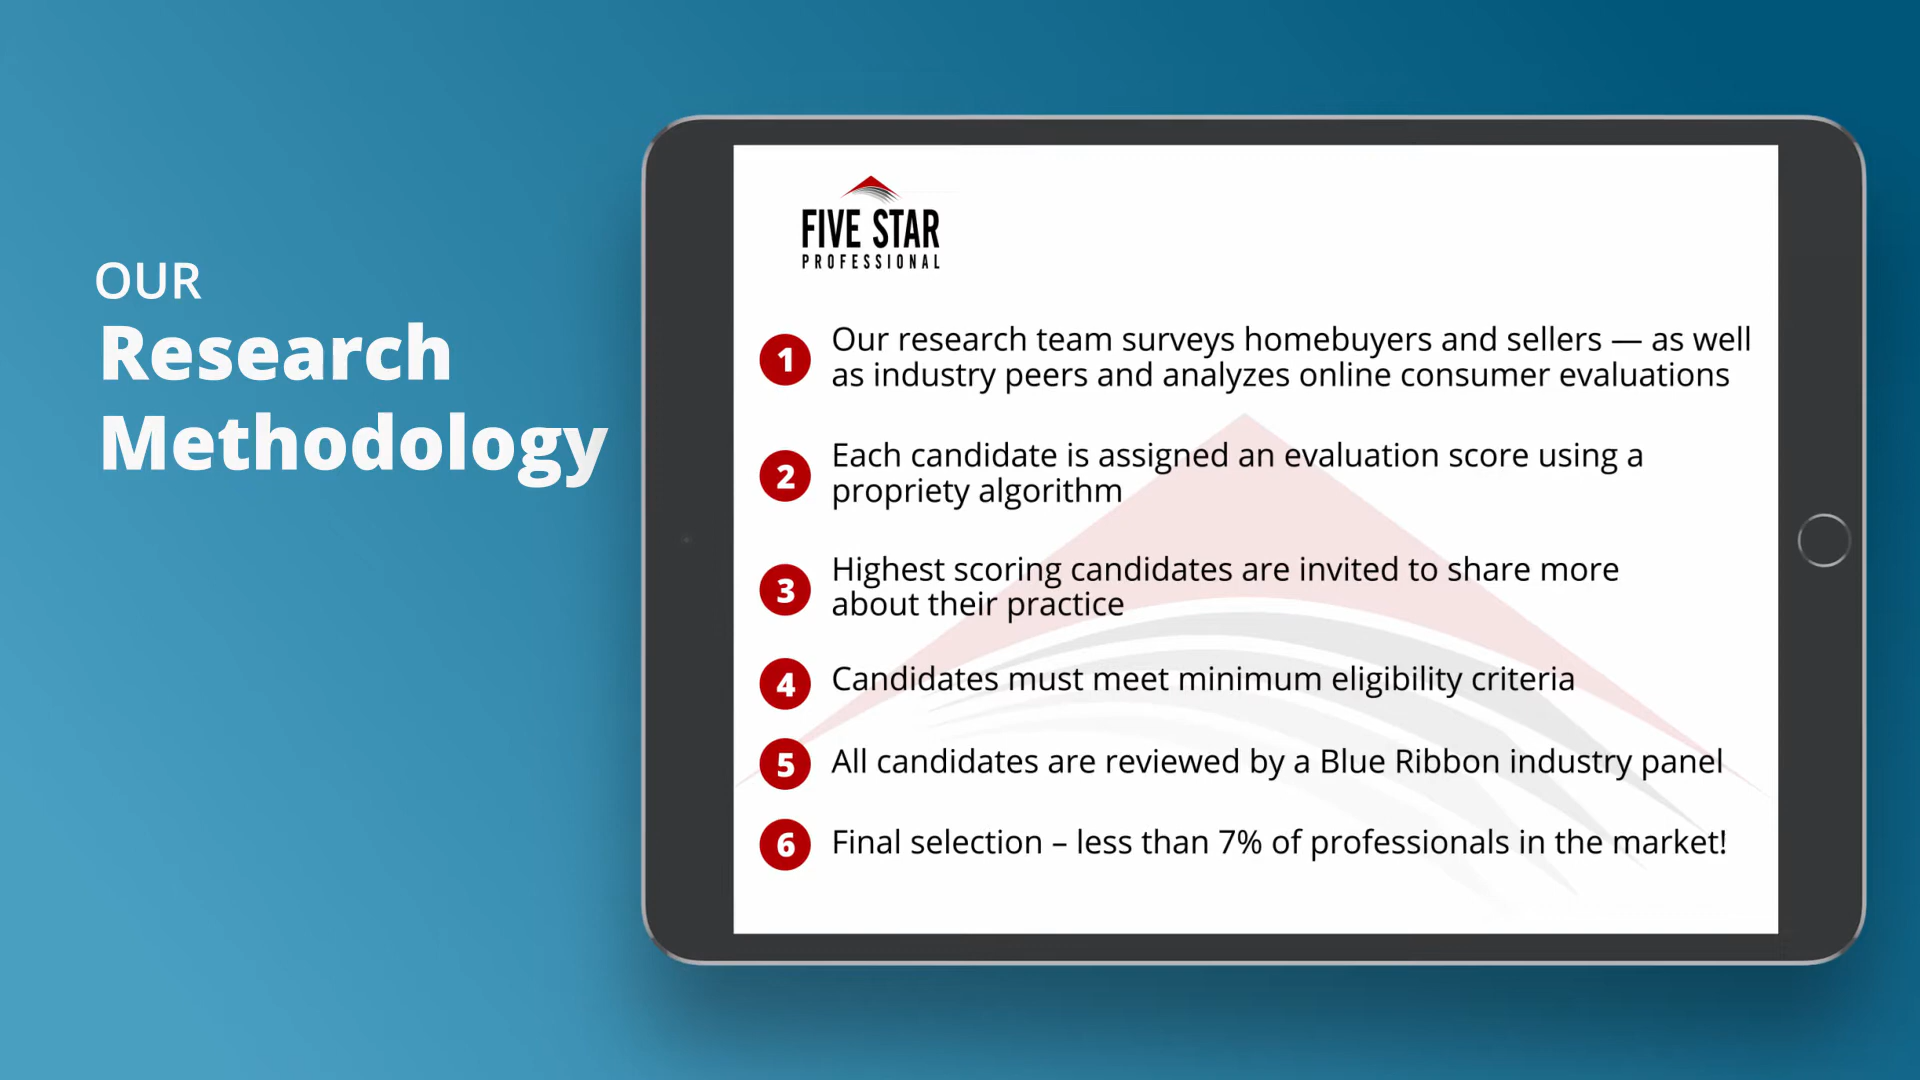 OUR
Research
Methodology
FIVE STAR
PROFESSIONAL
1 Our research team surveys homebuyers and sellers — as well
as industry peers and analyzes online consumer evaluations
2 Each candidate is assigned an evaluation score using a
propriety algorithm
3 Highest scoring candidates are invited to share more
about their practice
4 Candidates must meet minimum eligibility criteria
5 All candidates are reviewed by a Blue Ribbon industry panel
6 Final selection – less than 7% of professionals in the market!